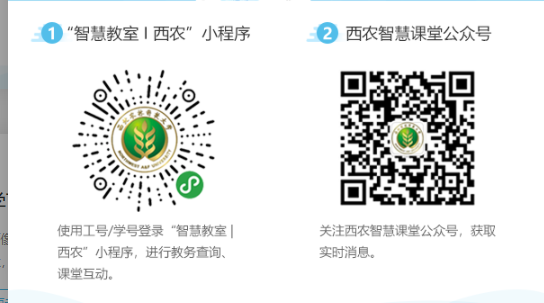 1 “智慧教室 I 西农” 小程序
2 西农智慧课堂公众号
使用工号/学号登录“智慧教室 |
西农”小程序，进行教务查询、
课堂互动。
关注西农智慧课堂公众号，获取
实时消息。